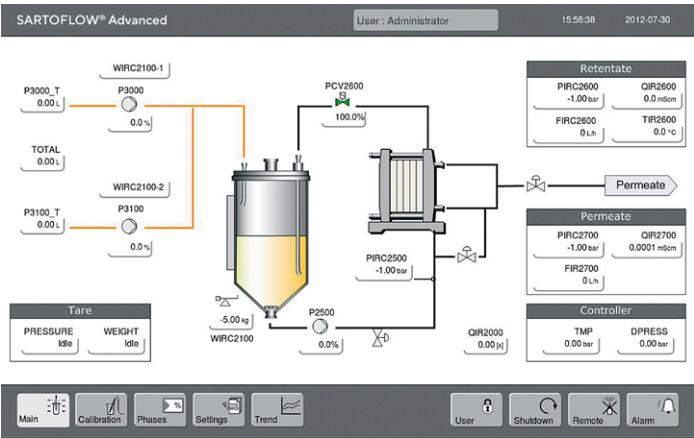 SARTOFLOW® Advanced
User : Administrator
15:56:38
2012-07-30
WIRC2100-1
P3000_T
0.00 L
P3000
0.0 %
TOTAL
0.00 L
WIRC2100-2
P3100_T
0.00 L
P3100
0.0 %
PCV2600
100.0%
PIRC2500
-1.00 bar
-5.00 kg
WIRC2100
P2500
0.0%
QIR2000
0.00 [x]
Retentate
PIRC2600
QIR2600
-1.00 bar
0.0 mScm
FIRC2600
TIR2600
0 L/h
0.0 °C
Permeate
Permeate
PIRC2700
QIR2700
-1.00 bar
0.0001 mScm
FIR2700
0 L/h
Tare
PRESSURE
WEIGHT
Idle
Idle
Controller
TMP
DPRESS
0.00 bar
0.00 bar
Main
Calibration
%
Phases
Settings
Trend
User
Shutdown
Remote
Alarm